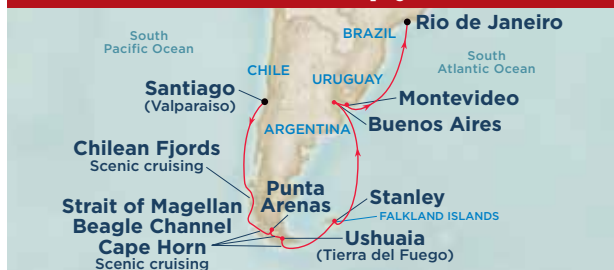 Rio de Janeiro
BRAZIL
South
Pacific Ocean
South
Atlantic Ocean
CHILE
URUGUAY
Santiago
(Valparaiso)
Montevideo
ARGENTINA
Buenos Aires
Chilean Fjords
Scenic cruising
Punta
Arenas
Stanley
FALKLAND ISLANDS
Strait of Magellan
Beagle Channel
Cape Horn
Scenic cruising
Ushuaia
(Tierra del Fuego)